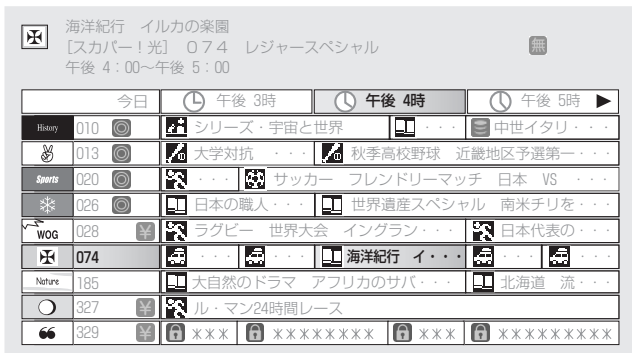 海洋紀行 イルカの楽園
[スカパー！光] ０７４ レジャースペシャル 無
午後 4：00～午後 5：00
今日 午後 3時 午後 4時 午後 5時 ▶
History 010 シリーズ・宇宙と世界 ・・・ 中世イタリ・・・
013 大学対抗 ・・・ 秋季高校野球 近畿地区予選第一・・・
Sports 020 ・・・ サッカー フレンドリーマッチ 日本 VS ・・・
026 日本の職人・・・ 世界遺産スペシャル 南米チリを・・・
WOG 028 ¥ ラグビー 世界大会 イングラン・・・ 日本代表の・・・
074 ・・・ ・・・ 海洋紀行 イ・・・ ・・・ ・・・
Nature 185 大自然のドラマ アフリカのサバ・・・ 北海道 流・・・
327 ¥ ル・マン24時間レース
329 ¥ ＊＊＊ ＊＊＊＊＊＊＊＊ ＊＊＊ ＊＊＊＊＊＊＊＊＊